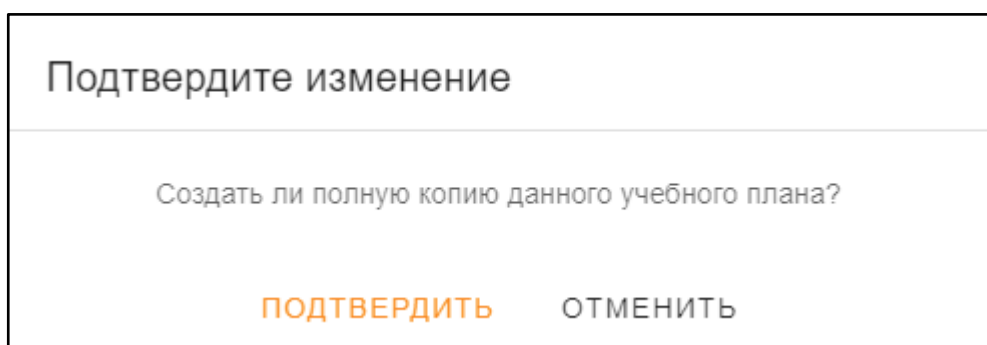 Подтвердите изменение
Создать ли полную копию данного учебного плана?
ПОДТВЕРДИТЬ ОТМЕНИТЬ